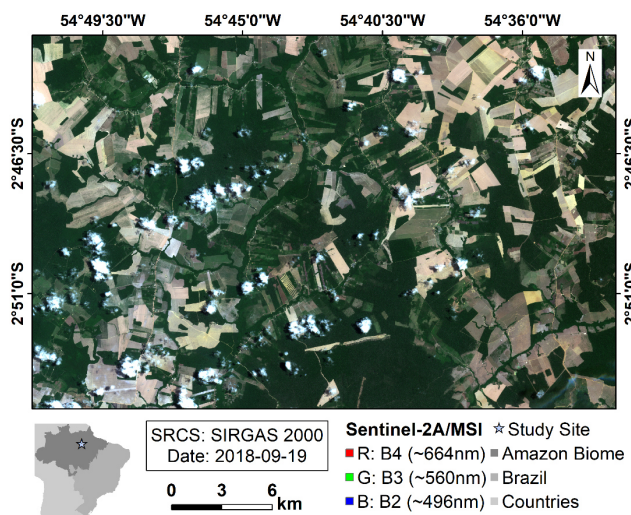 54°49'30"W 54°45'0"W 54°40'30"W 54°36'0"W
N
2°46'30"S 2°46'30"S
2°51'0"S 2°51'0"S
SRCS: SIRGAS 2000
Date: 2018-09-19
0 3 6
km
Sentinel-2A/MSI
R: B4 (~664nm)
G: B3 (~560nm)
B: B2 (~496nm)
Study Site
Amazon Biome
Brazil
Countries